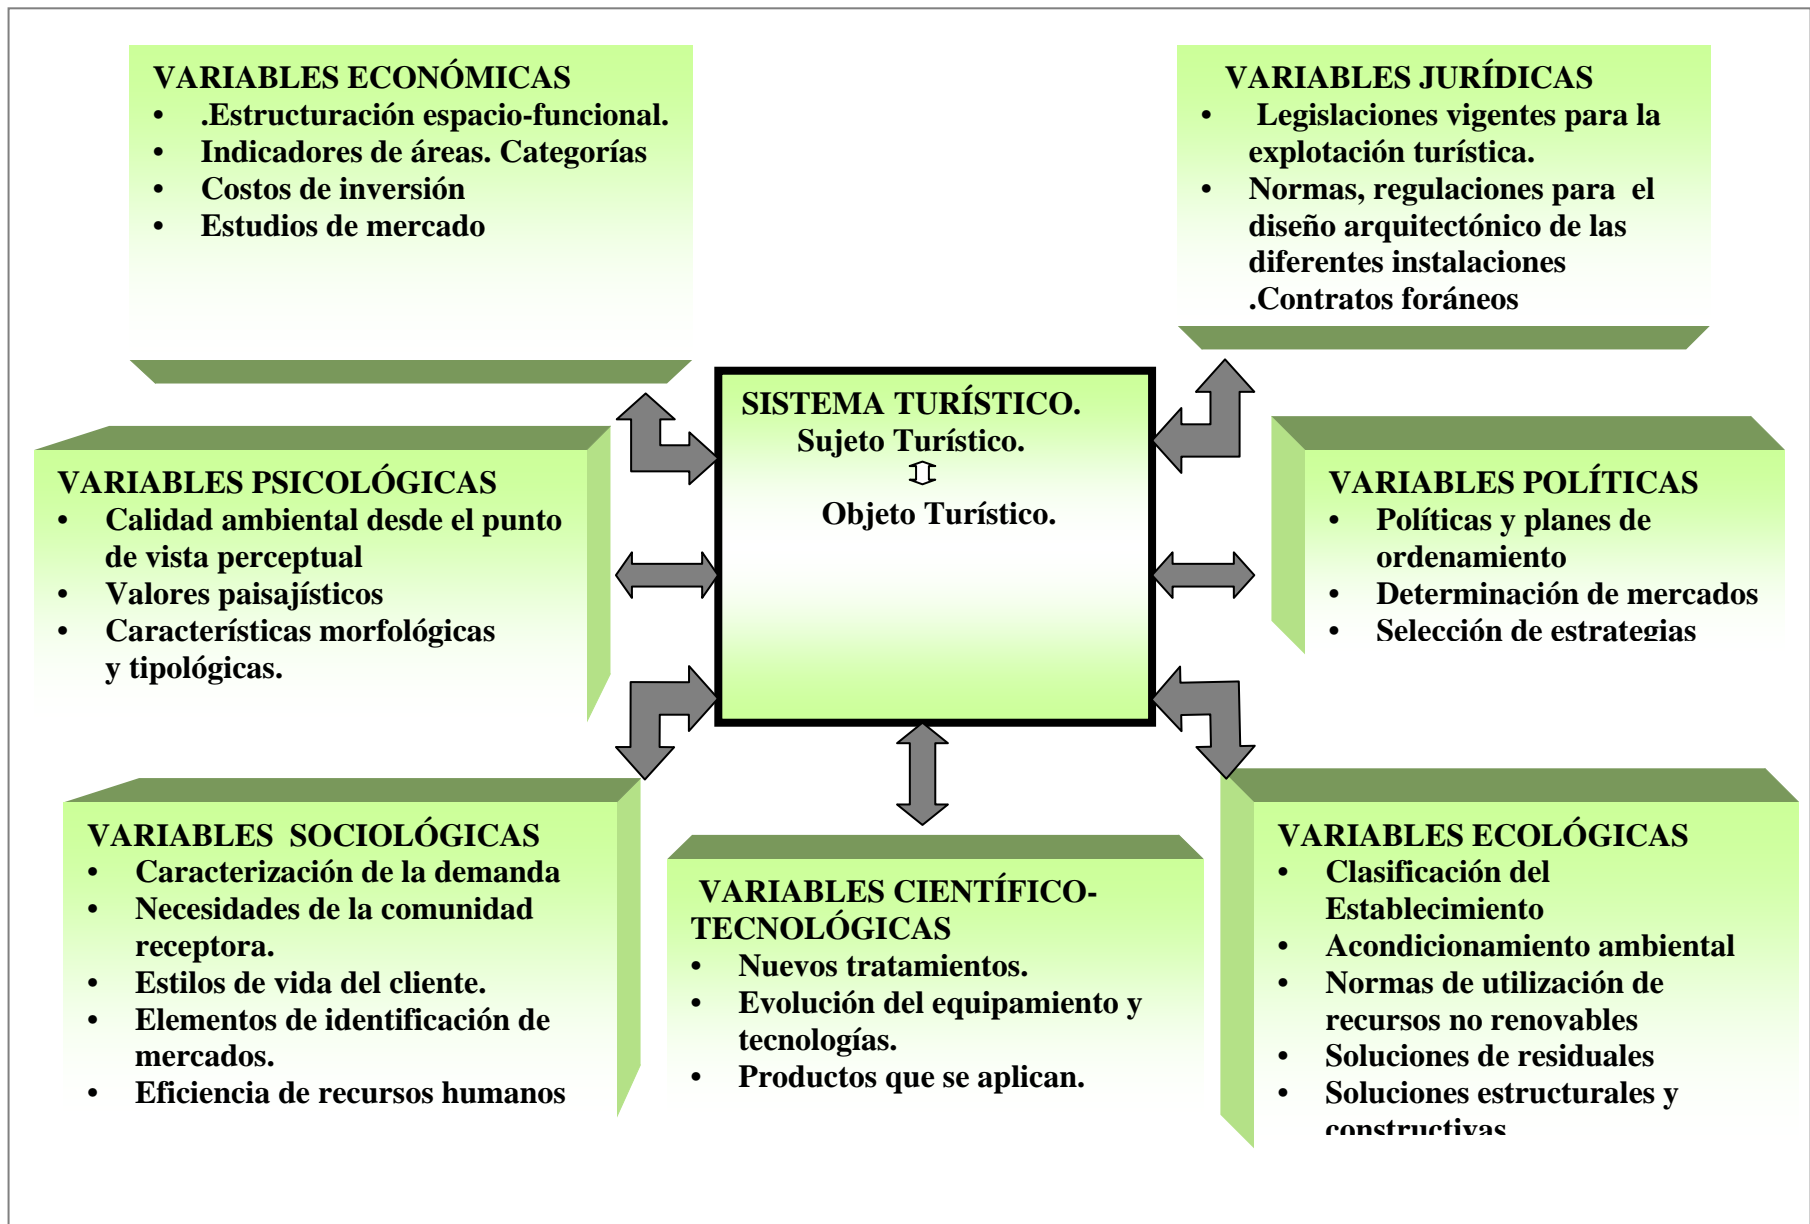 VARIABLES ECONÓMICAS
• .Estructuración espacio-funcional.
• Indicadores de áreas. Categorías
• Costos de inversión
• Estudios de mercado
VARIABLES JURÍDICAS
• Legislaciones vigentes para la
explotación turística.
• Normas, regulaciones para el
diseño arquitectónico de las
diferentes instalaciones
.Contratos foráneos
SISTEMA TURÍSTICO.
Sujeto Turístico.
Objeto Turístico.
VARIABLES PSICOLÓGICAS
• Calidad ambiental desde el punto
de vista perceptual
• Valores paisajísticos
• Características morfológicas
y tipológicas.
VARIABLES POLÍTICAS
• Políticas y planes de
ordenamiento
• Determinación de mercados
• Selección de estrategias
VARIABLES SOCIOLÓGICAS
• Caracterización de la demanda
• Necesidades de la comunidad
receptora.
• Estilos de vida del cliente.
• Elementos de identificación de
mercados.
• Eficiencia de recursos humanos
VARIABLES CIENTÍFICO-
TECNOLÓGICAS
• Nuevos tratamientos.
• Evolución del equipamiento y
tecnologías.
• Productos que se aplican.
VARIABLES ECOLÓGICAS
• Clasificación del
Establecimiento
• Acondicionamiento ambiental
• Normas de utilización de
recursos no renovables
• Soluciones de residuales
• Soluciones estructurales y
constructivas